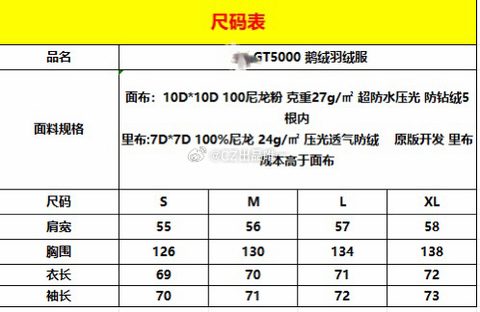 尺码表
品名 GT5000 鹅绒羽绒服
面料规格 面布：10D*10D 100尼龙粉 克重27g/㎡ 超防水压光 防钻绒5
根内
里布:7D*7D 100%尼龙 24g/㎡ 压光透气防绒 原版开发 里布
成本高于面布
尺码 S M L XL
肩宽 55 56 57 58
胸围 126 130 134 138
衣长 69 70 71 72
袖长 70 71 72 73